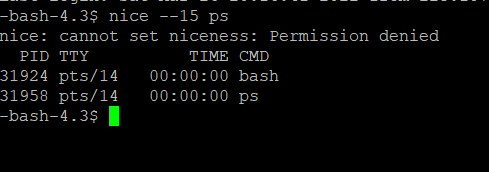 -bash-4.3$ nice --15 ps
nice: cannot set niceness: Permission denied
  PID TTY          TIME CMD
31924 pts/14   00:00:00 bash
31958 pts/14   00:00:00 ps
-bash-4.3$